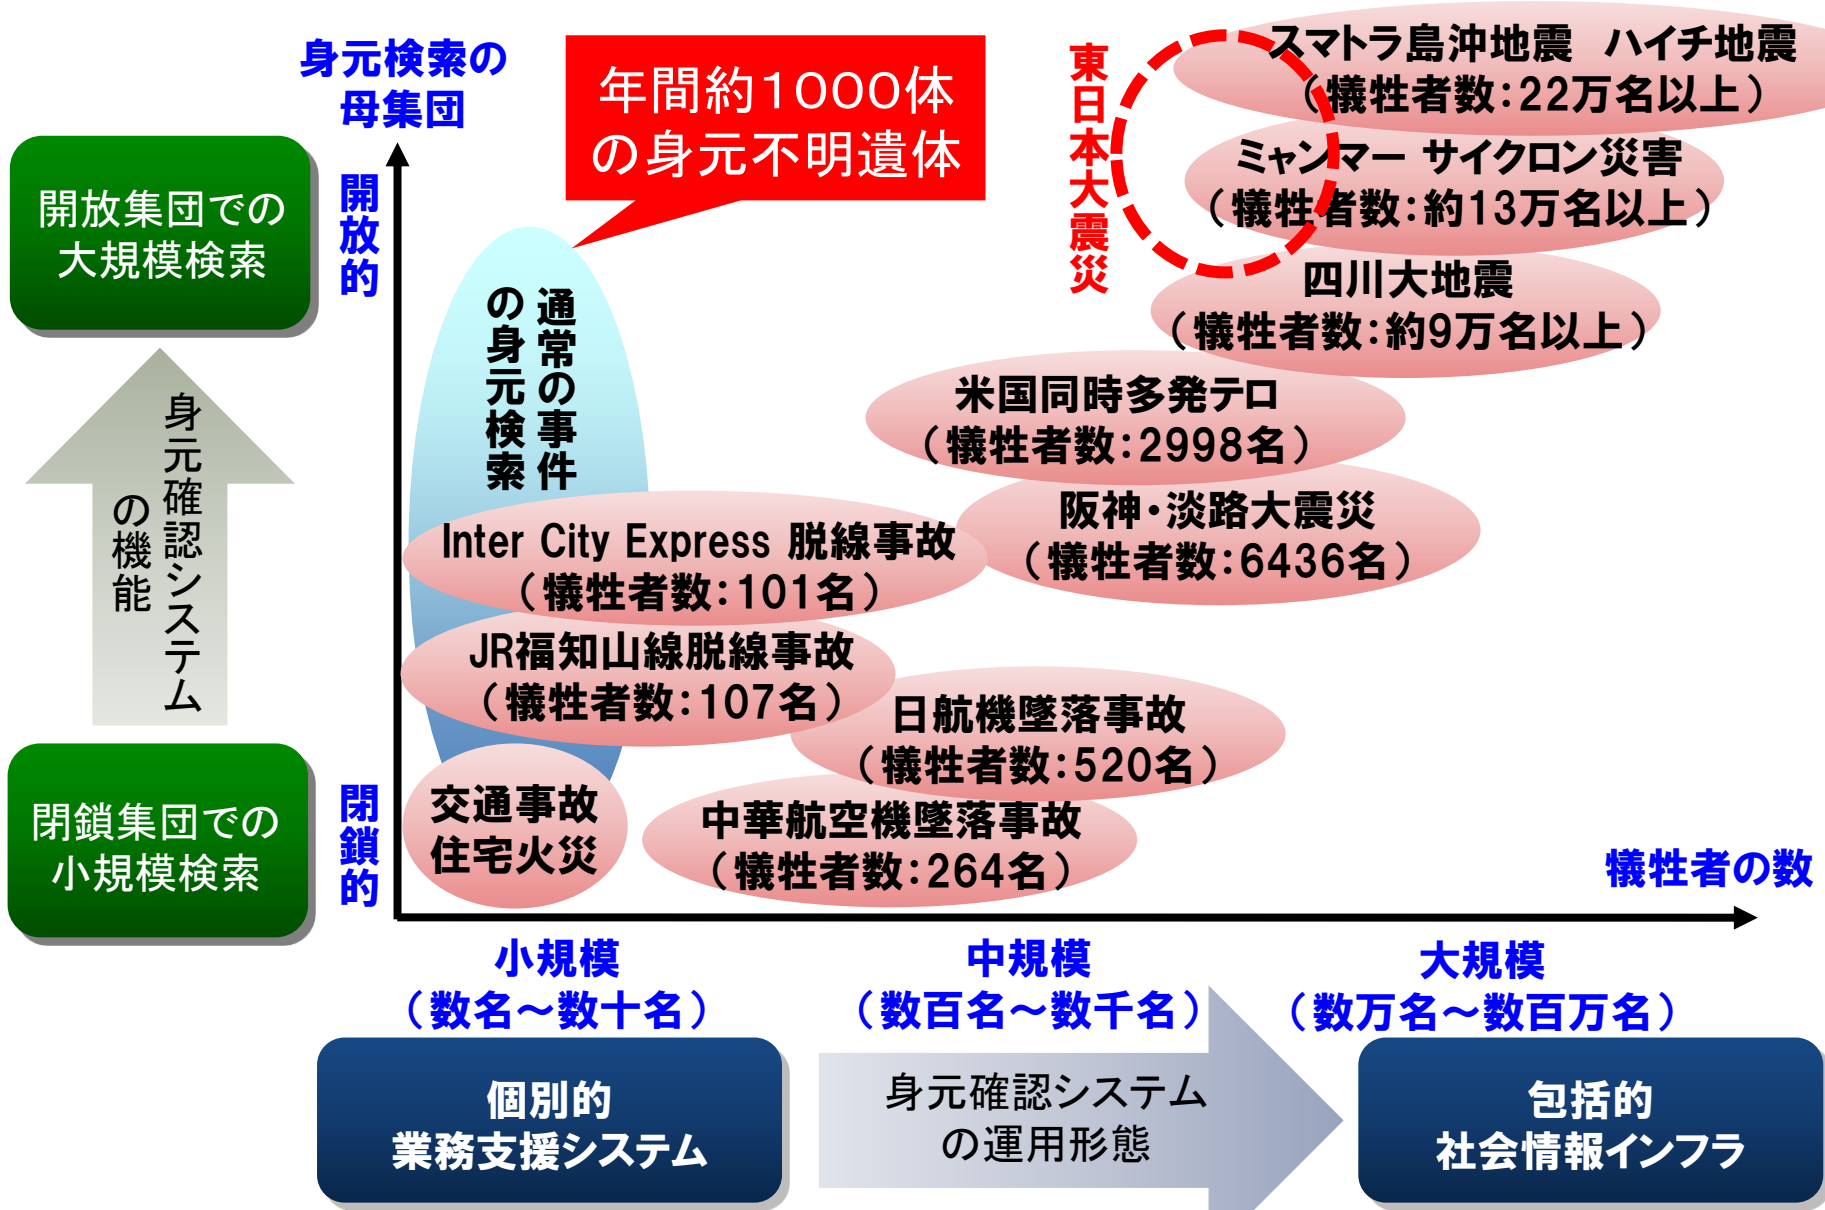 身元検索の
母集団
年間約1000体
の身元不明遺体
東日本大震災
スマトラ島沖地震　ハイチ地震
（犠牲者数：22万名以上）
ミャンマー サイクロン災害
（犠牲者数：約13万名以上）
四川大地震
（犠牲者数：約9万名以上）
開放集団での
大規模検索
開放的
通常の事件
の身元検索
米国同時多発テロ
（犠牲者数：2998名）
阪神・淡路大震災
（犠牲者数：6436名）
Inter City Express 脱線事故
（犠牲者数：101名）
JR福知山線脱線事故
（犠牲者数：107名）
日航機墜落事故
（犠牲者数：520名）
中華航空機墜落事故
（犠牲者数：264名）
交通事故
住宅火災
身元確認システム
の機能
閉鎖集団での
小規模検索
閉鎖的
犠牲者の数
小規模
（数名～数十名）
中規模
（数百名～数千名）
大規模
（数万名～数百万名）
個別的
業務支援システム
身元確認システム
の運用形態
包括的
社会情報インフラ